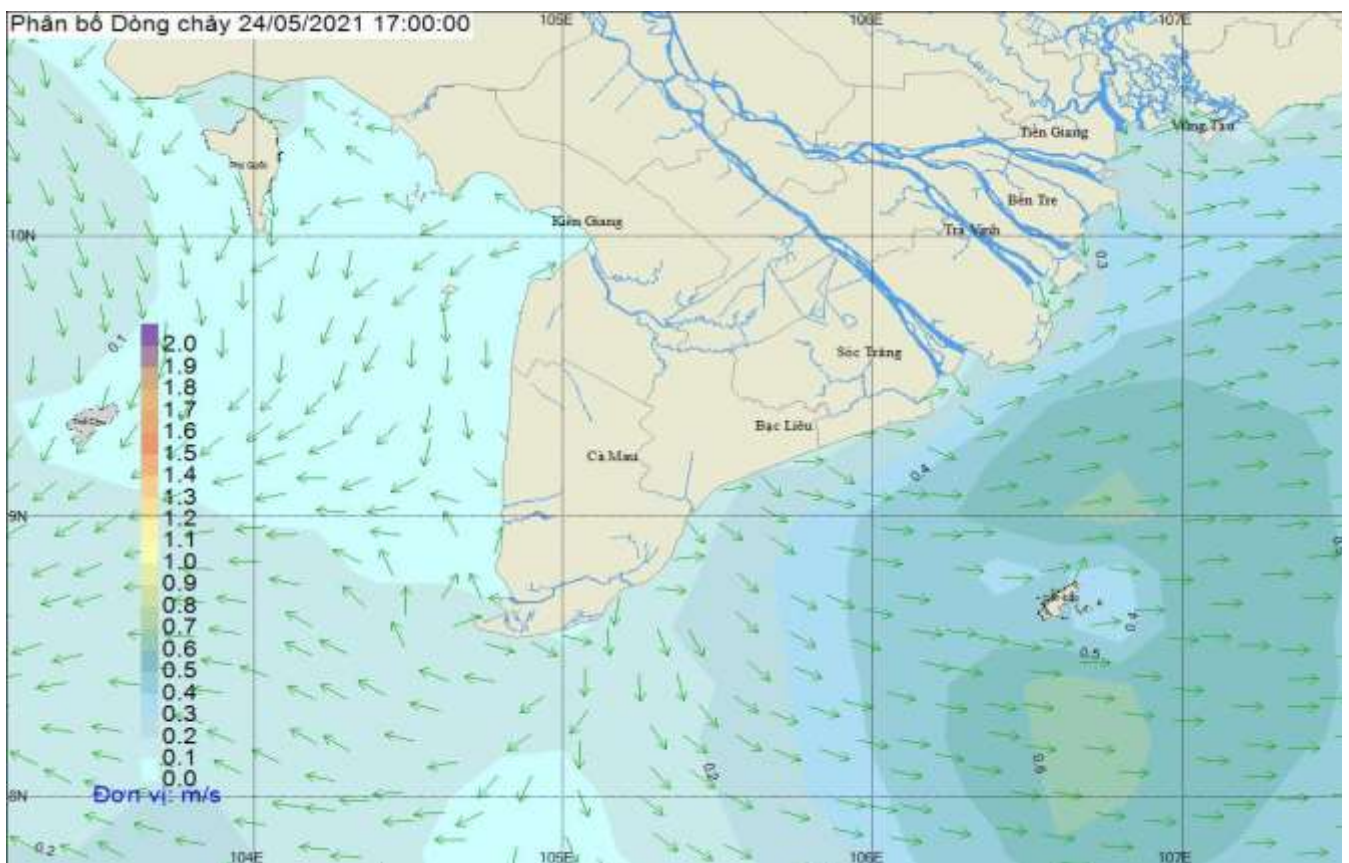 Phân bố Dòng chảy 24/05/2021 17:00:00
105E
106E
107E
Tiền Giang
Vũng Tàu
Phú Quốc
Bến Tre
Kiên Giang
Trà Vinh
10N
0.3
0.1
2.0
1.9
1.8
1.7
1.6
1.5
1.4
1.3
1.2
1.1
1.0
0.9
0.8
0.7
0.6
0.5
0.4
0.3
0.2
0.1
0.0
Đơn vị: m/s
Sóc Trăng
Bạc Liêu
Cà Mau
0.4
9N
0.4
0.5
0.2
0.6
8N
0.2
104E
105E
106E
107E